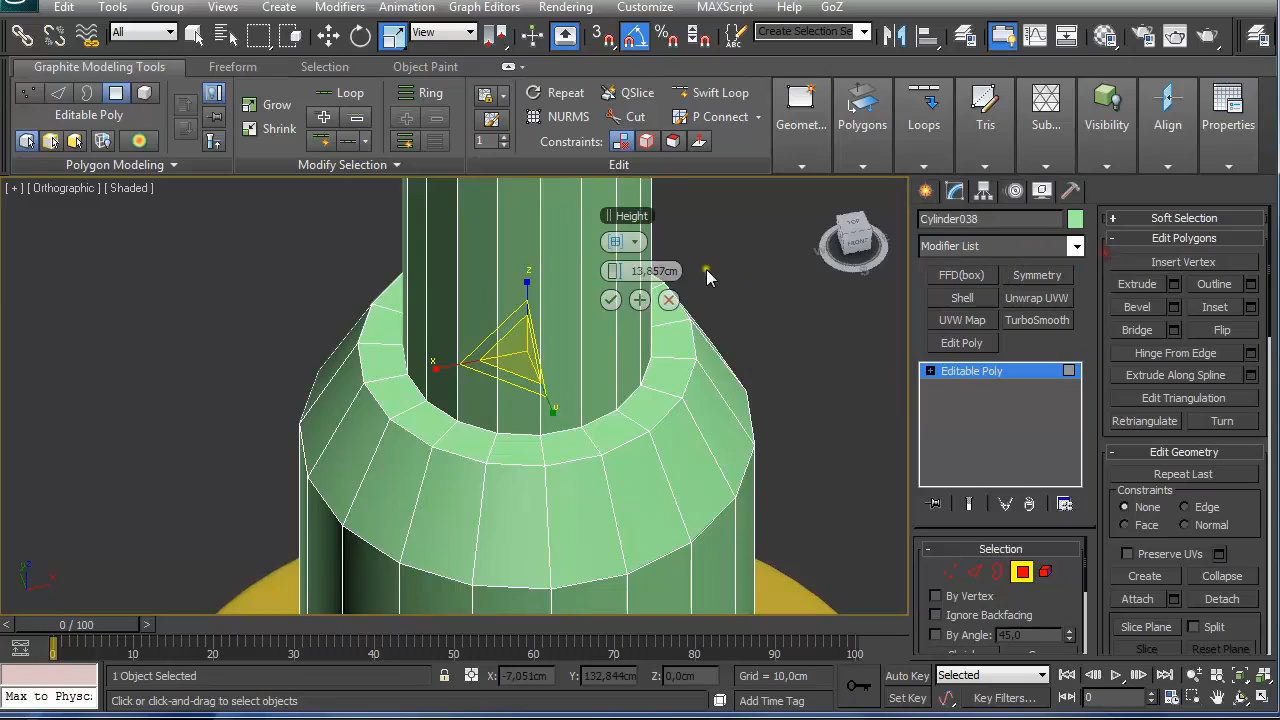 Edit Tools Group Views Create Modifiers Animation Graph Editors Rendering Customize MAXScript Help GoZ
All View Create Selection Se
Graphite Modeling Tools Freeform Selection Object Paint
Editable Poly
Polygon Modeling
Grow Loop Ring
Shrink
Modify Selection
Repeat QSlice Swift Loop
NURMS Cut P Connect
1 Constraints:
Edit
Geomet... Polygons Loops Tris Sub... Visibility Align Properties
[ + ] [ Orthographic ] [ Shaded ]
Height
13,857cm
z
x
TOP
FRONT
Cylinder038
Modifier List
FFD(box) Symmetry
Shell Unwrap UVW
UVW Map TurboSmooth
Edit Poly
Editable Poly
Selection
By Vertex
Ignore Backfacing
By Angle: 45,0
Soft Selection
Edit Polygons
Insert Vertex
Extrude Outline
Bevel Inset
Bridge Flip
Hinge From Edge
Extrude Along Spline
Edit Triangulation
Retriangulate Turn
Edit Geometry
Repeat Last
Constraints
None Edge
Face Normal
Preserve UVs
Create Collapse
Attach Detach
Slice Plane Split
Slice Reset Plane
0 / 100
0 10 20 30 40 50 60 70 80 90 100
Max to Physc:
1 Object Selected X: -7,051cm Y: 132,844cm Z: 0,0cm Grid = 10,0cm
Click or click-and-drag to select objects Add Time Tag
Auto Key Selected
Set Key Key Filters... 0